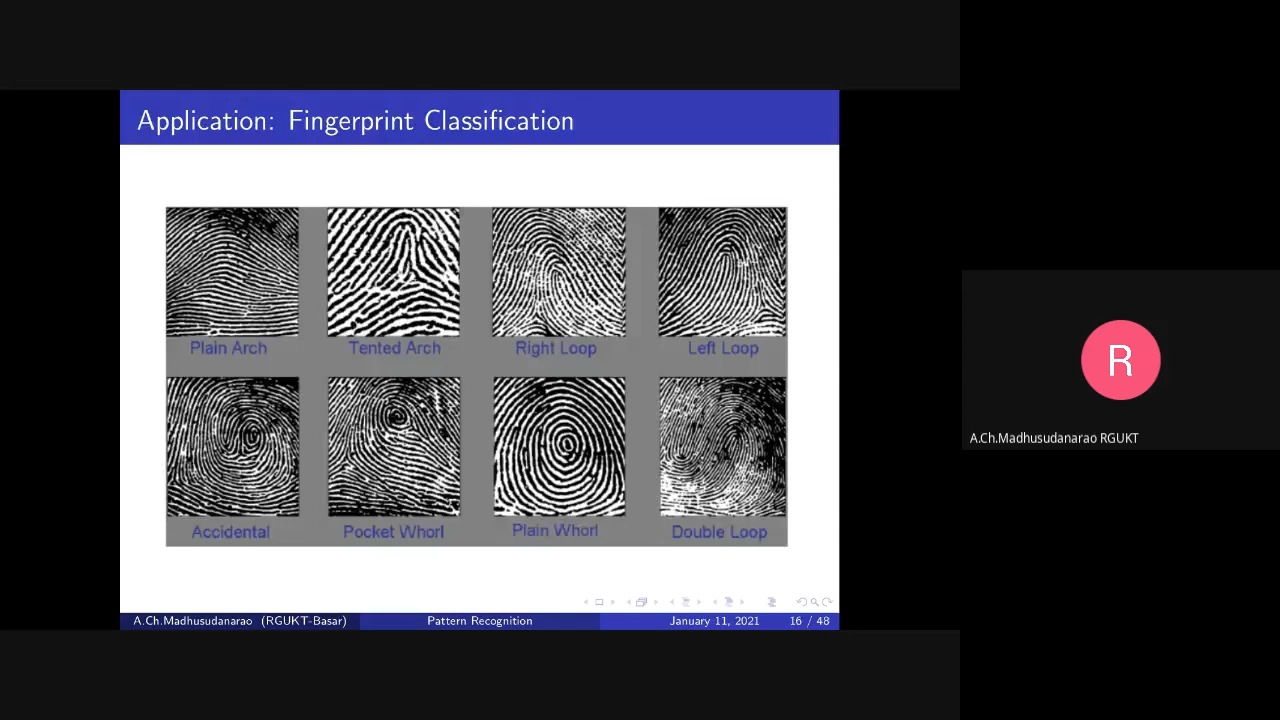 Application: Fingerprint Classification
Plain Arch Tented Arch Right Loop Left Loop
Accidental Pocket Whorl Plain Whorl Double Loop
A.Ch.Madhusudanarao (RGUKT-Basar) Pattern Recognition January 11, 2021 16 / 48
R
A.Ch.Madhusudanarao RGUKT